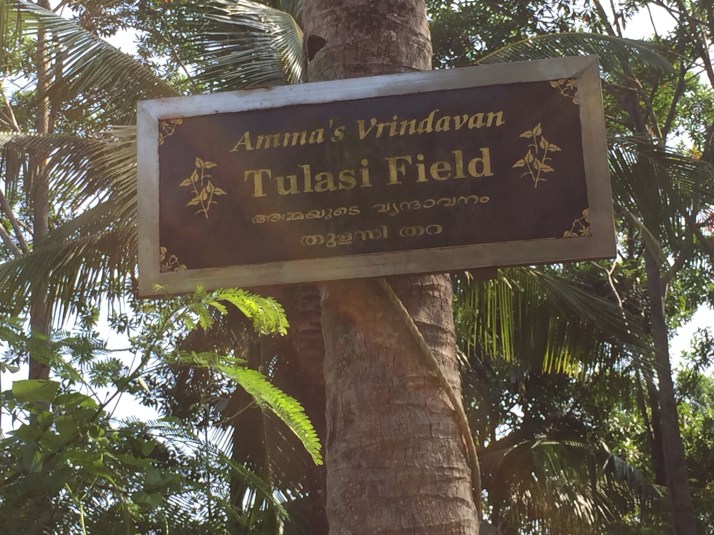 Amma's Vrindavan
Tulasi Field
അമ്മയുടെ വൃന്ദാവനം
തുളസി തറ